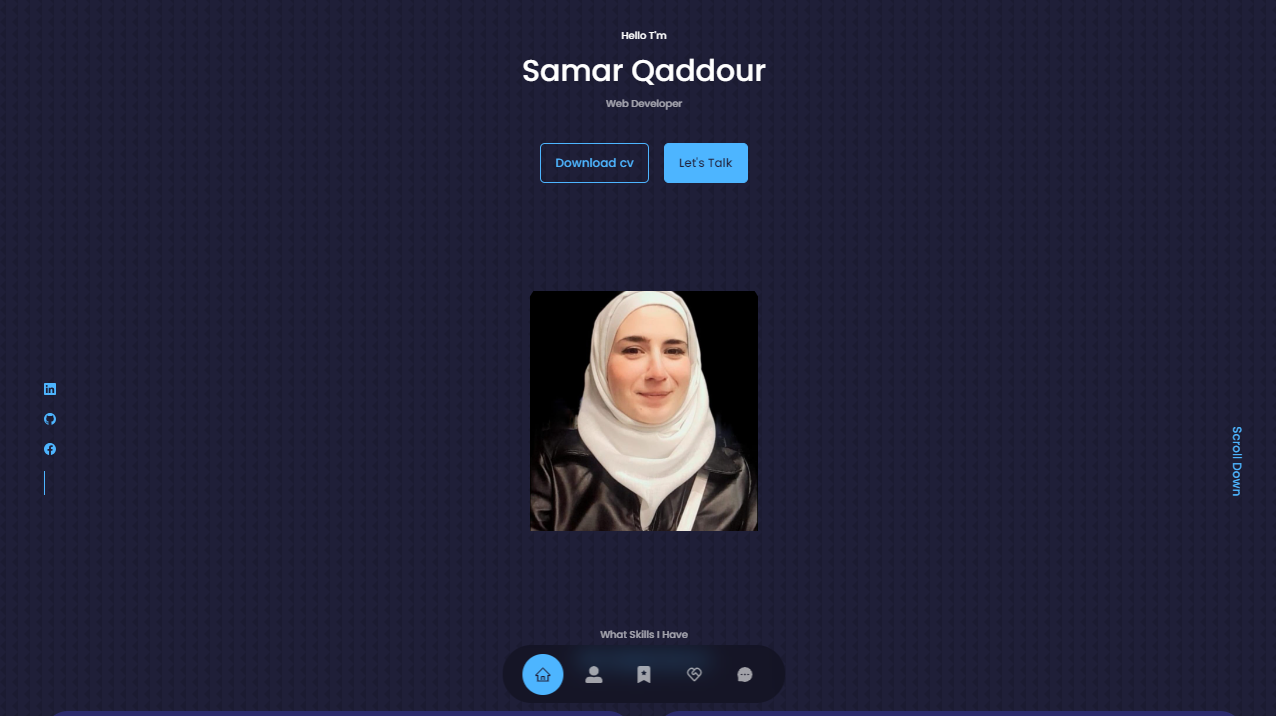 Hello T'm
Samar Qaddour
Web Developer
Download cv
Let's Talk
Scroll Down
What Skills I Have